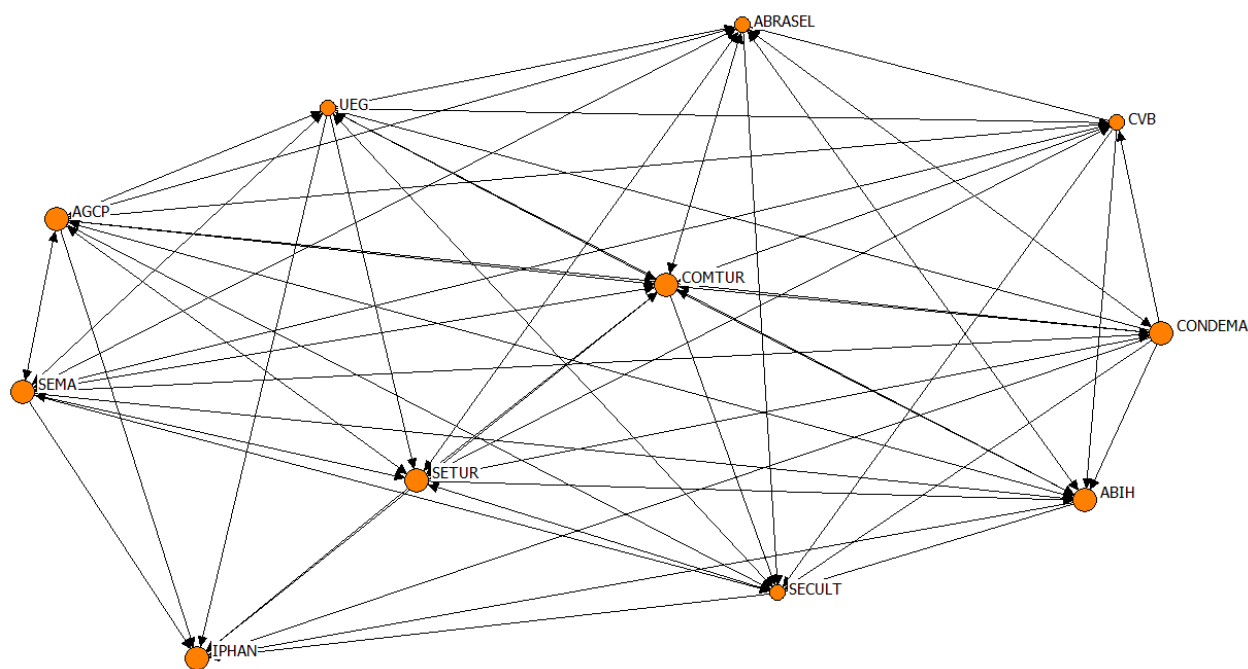 ABRASEL
UEG
CVB
AGCP
COMTUR
CONDEMA
SEMA
SETUR
ABIH
SECULT
IPHAN